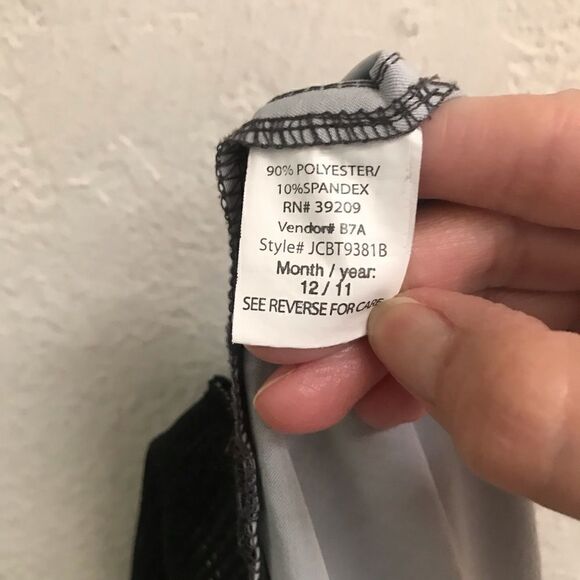 90% POLYESTER/
10%SPANDEX
RN# 39209
Vendor# B7A
Style# JCBT9381B
Month / year:
12 / 11
SEE REVERSE FOR CARE